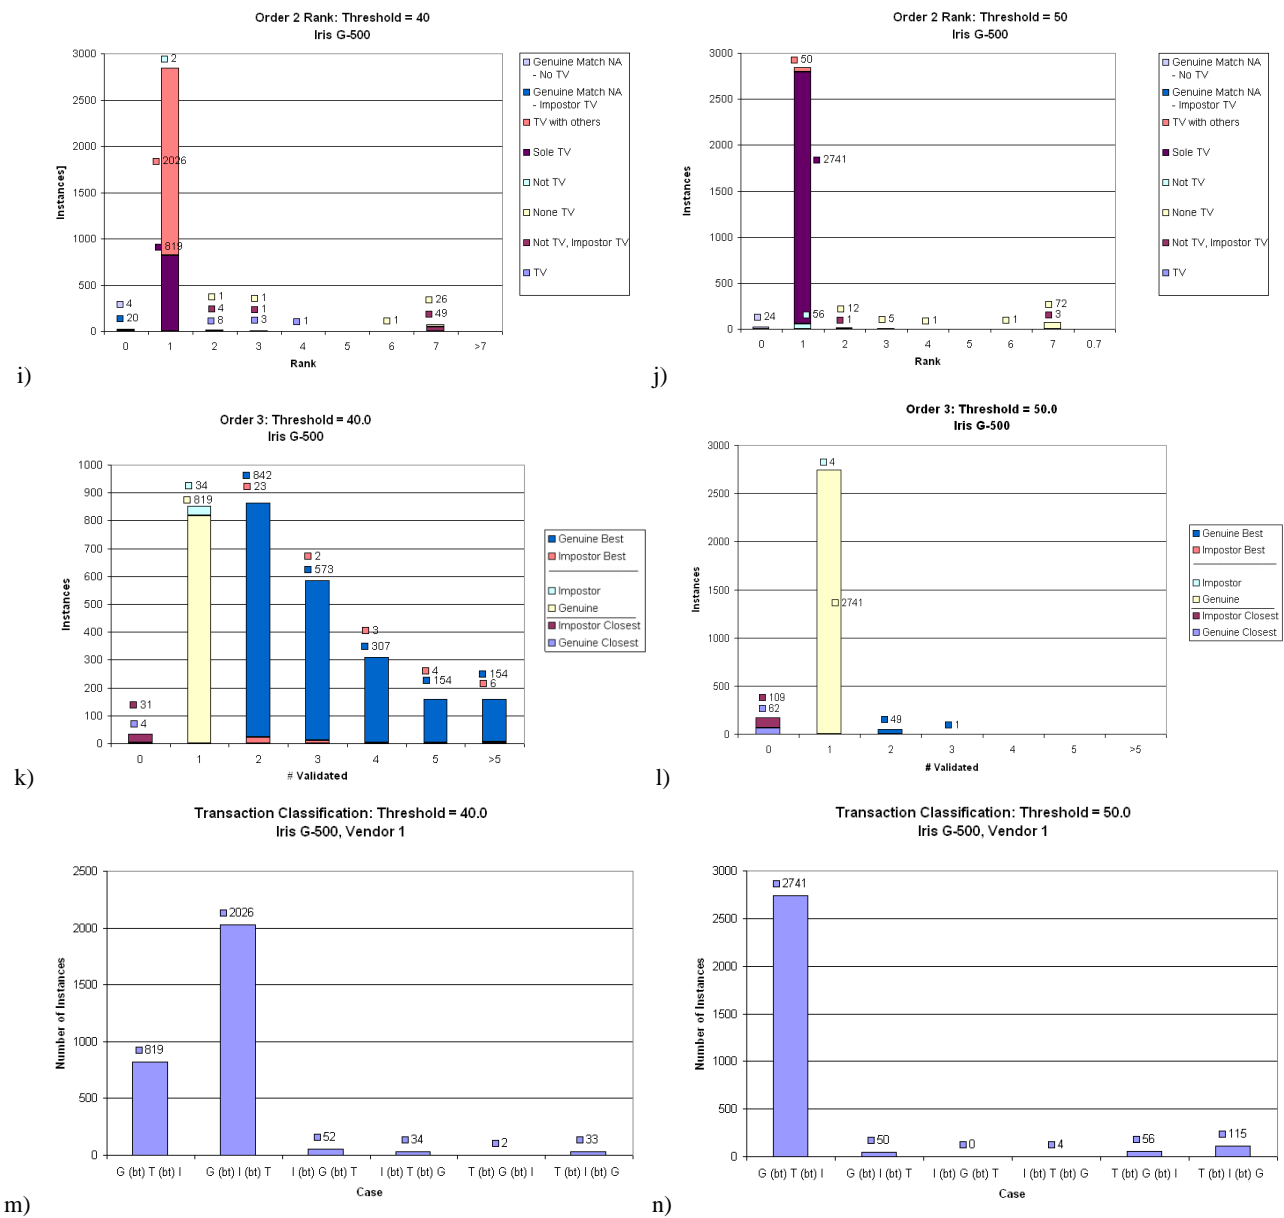 Order 2 Rank: Threshold = 40
Iris G-500
3000
2500
2000
1500
1000
500
0
Instances]
2
2026
819
4
20
1
4
8
1
1
3
1
1
26
49
0 1 2 3 4 5 6 7 >7
Rank
Genuine Match NA
- No TV
Genuine Match NA
- Impostor TV
TV with others
Sole TV
Not TV
None TV
Not TV, Impostor TV
TV
i)
Order 2 Rank: Threshold = 50
Iris G-500
3000
2500
2000
1500
1000
500
0
Instances
50
2741
24
56
12
1
5
1
1
72
3
0 1 2 3 4 5 6 7 0.7
Rank
Genuine Match NA
- No TV
Genuine Match NA
- Impostor TV
TV with others
Sole TV
Not TV
None TV
Not TV, Impostor TV
TV
j)
Order 3: Threshold = 40.0
Iris G-500
1000
900
800
700
600
500
400
300
200
100
0
Instances
31
4
34
819
842
23
2
573
3
307
4
154
154
6
0 1 2 3 4 5 >5
# Validated
Genuine Best
Impostor Best
Impostor
Genuine
Impostor Closest
Genuine Closest
k)
Order 3: Threshold = 50.0
Iris G-500
3000
2500
2000
1500
1000
500
0
Instances
4
2741
109
62
49
1
0 1 2 3 4 5 >5
# Validated
Genuine Best
Impostor Best
Impostor
Genuine
Impostor Closest
Genuine Closest
l)
Transaction Classification: Threshold = 40.0
Iris G-500, Vendor 1
2500
2000
1500
1000
500
0
Number of Instances
819
2026
52
34
2
33
G (bt) T (bt) I G (bt) I (bt) T I (bt) G (bt) T I (bt) T (bt) G T (bt) G (bt) I T (bt) I (bt) G
Case
m)
Transaction Classification: Threshold = 50.0
Iris G-500, Vendor 1
3000
2500
2000
1500
1000
500
0
Number of Instances
2741
50
0
4
56
115
G (bt) T (bt) I G (bt) I (bt) T I (bt) G (bt) T I (bt) T (bt) G T (bt) G (bt) I T (bt) I (bt) G
Case
n)